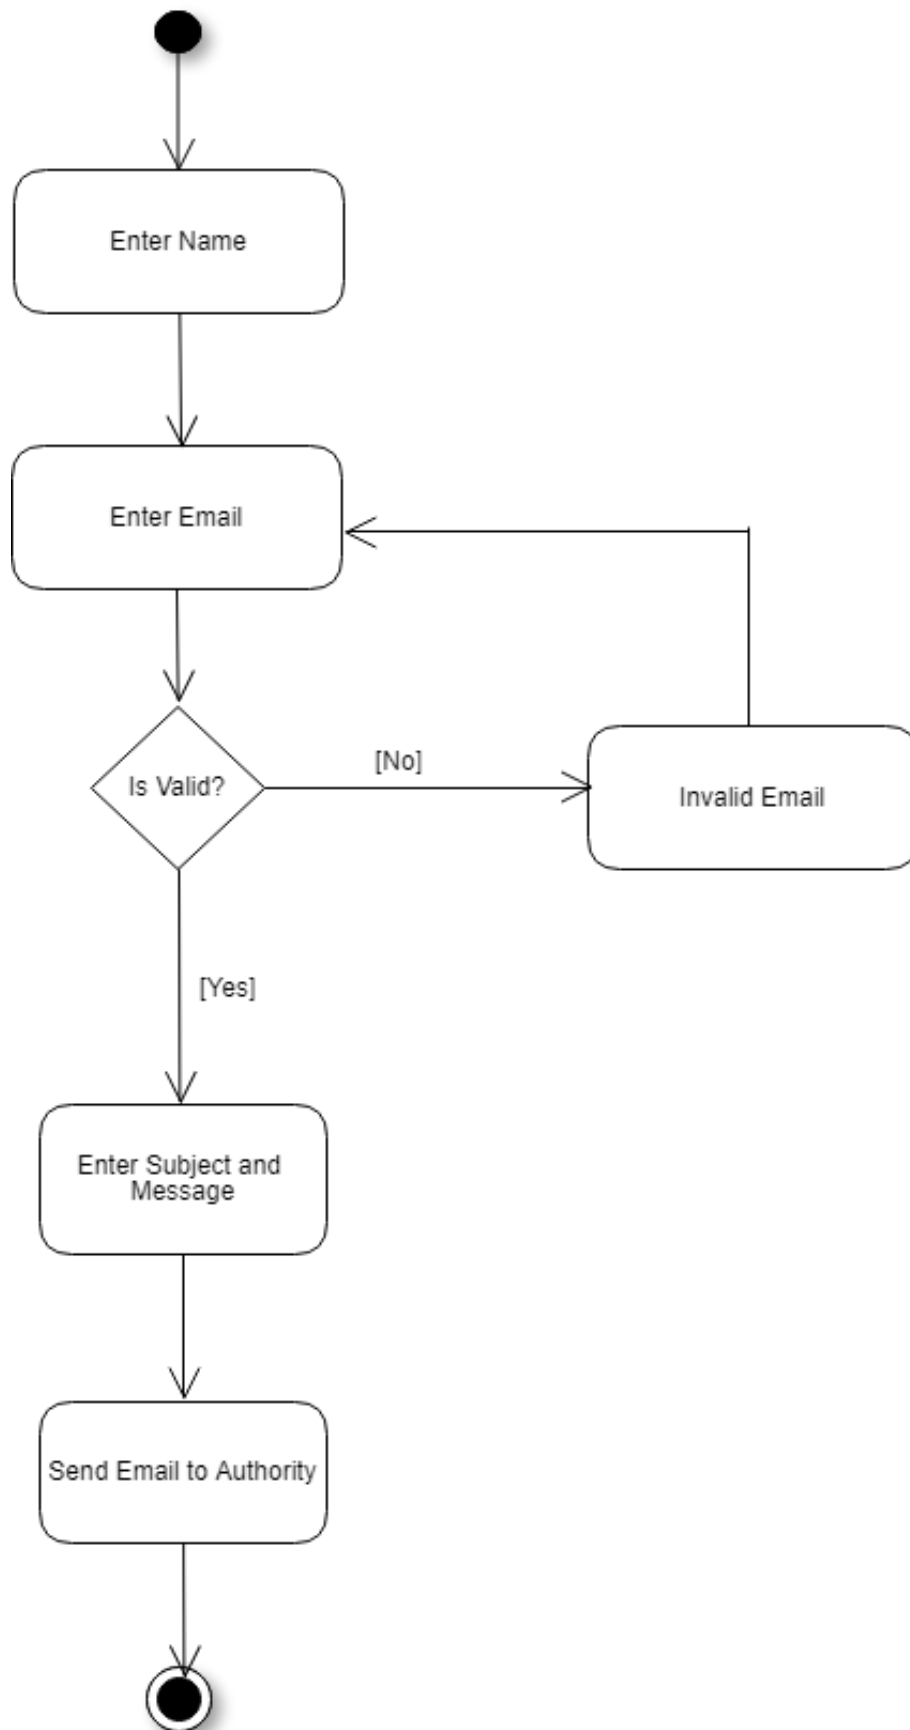 Enter Name
Enter Email
Is Valid?
[No]
Invalid Email
[Yes]
Enter Subject and
Message
Send Email to Authority